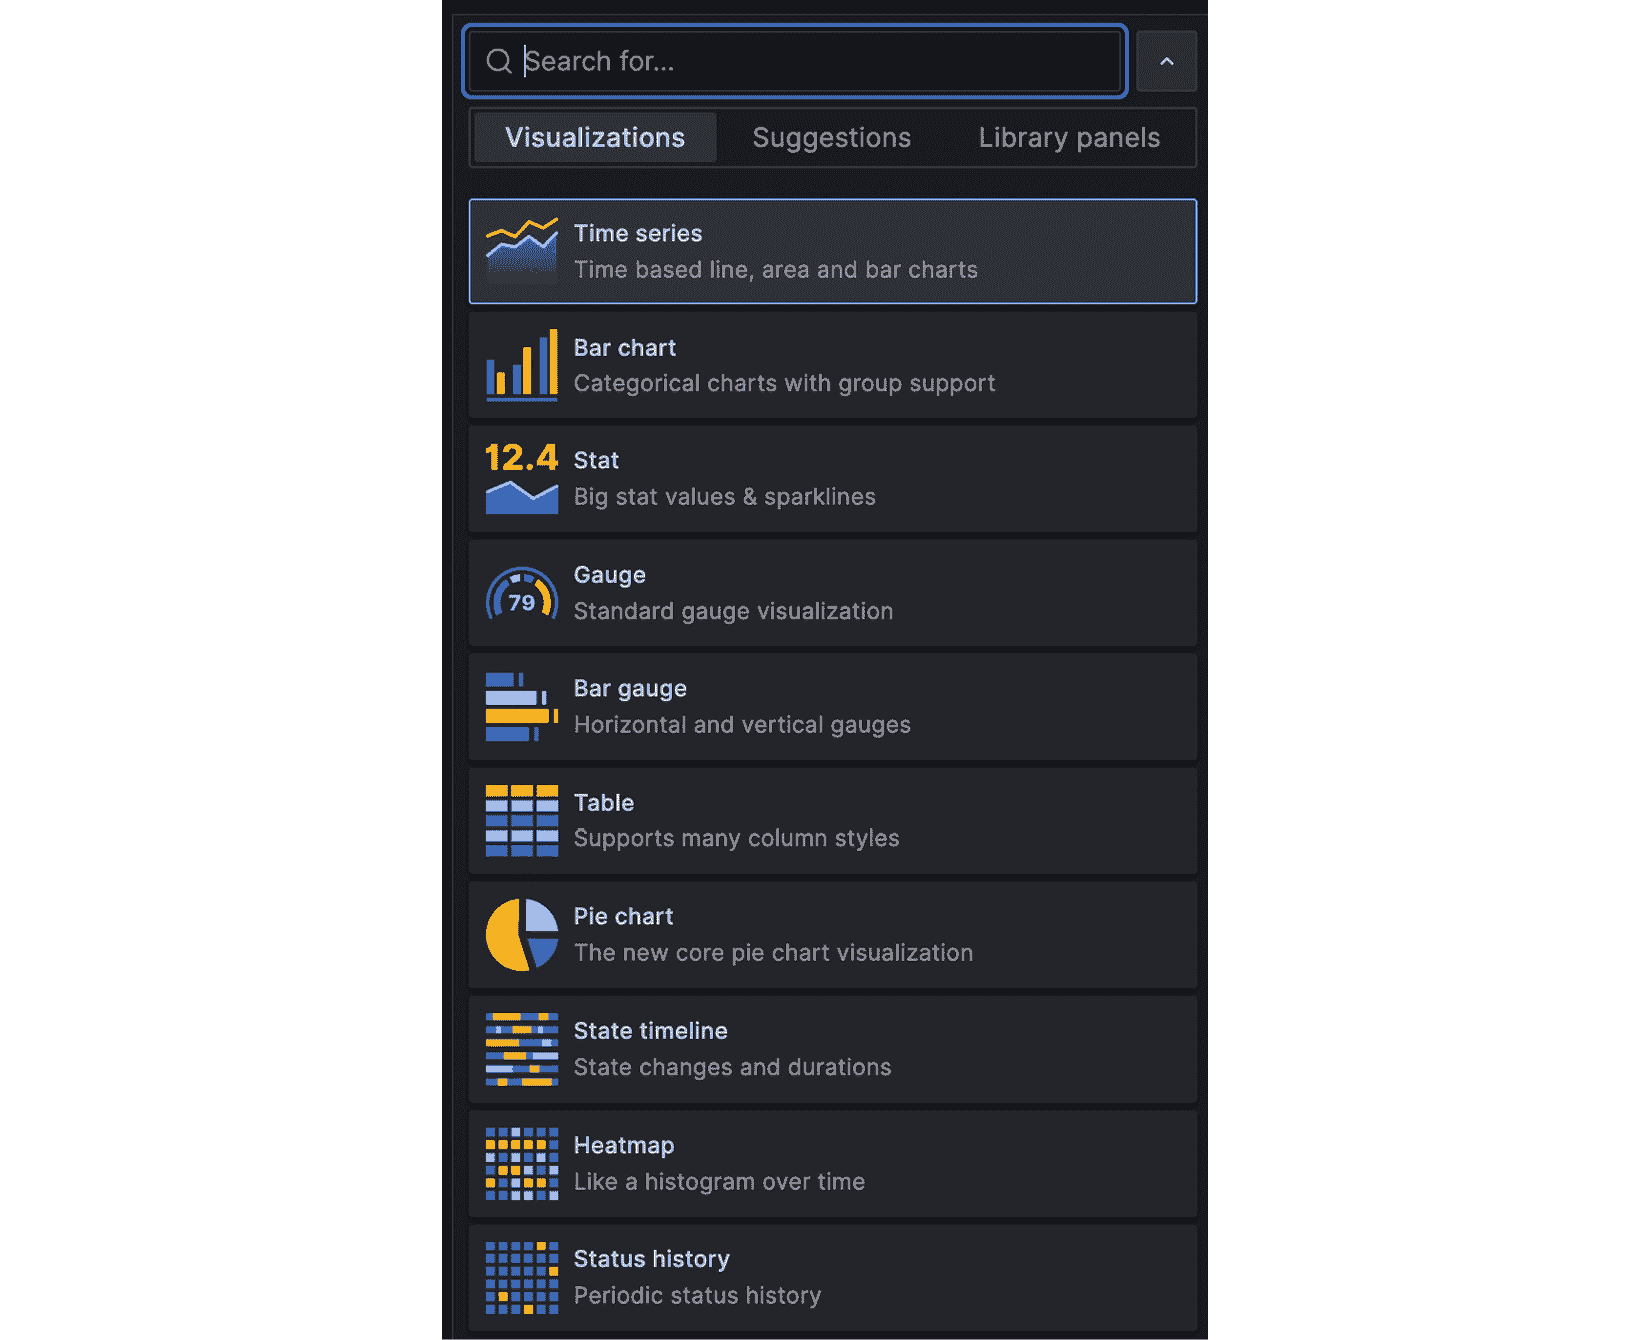 Search for...
Visualizations Suggestions Library panels
Time series
Time based line, area and bar charts
Bar chart
Categorical charts with group support
12.4
Stat
Big stat values & sparklines
79
Gauge
Standard gauge visualization
Bar gauge
Horizontal and vertical gauges
Table
Supports many column styles
Pie chart
The new core pie chart visualization
State timeline
State changes and durations
Heatmap
Like a histogram over time
Status history
Periodic status history